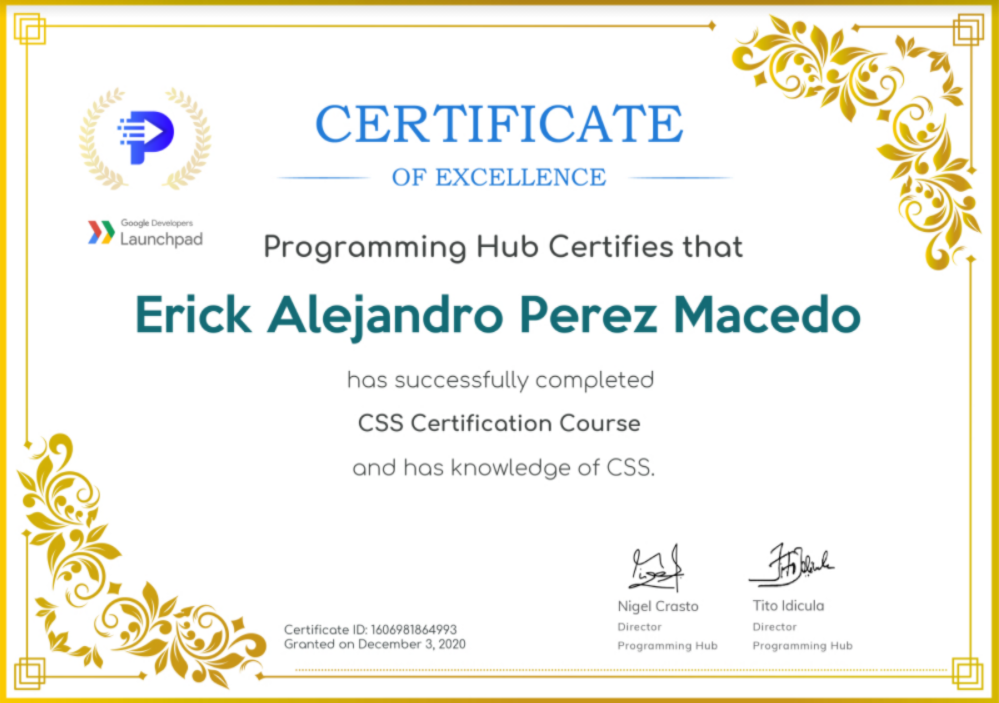 CERTIFICATE
OF EXCELLENCE
Google Developers
Launchpad
Programming Hub Certifies that
Erick Alejandro Perez Macedo
has successfully completed
CSS Certification Course
and has knowledge of CSS.
Nigel Crasto
Director
Programming Hub
Tito Idicula
Director
Programming Hub
Certificate ID: 1606981864993
Granted on December 3, 2020